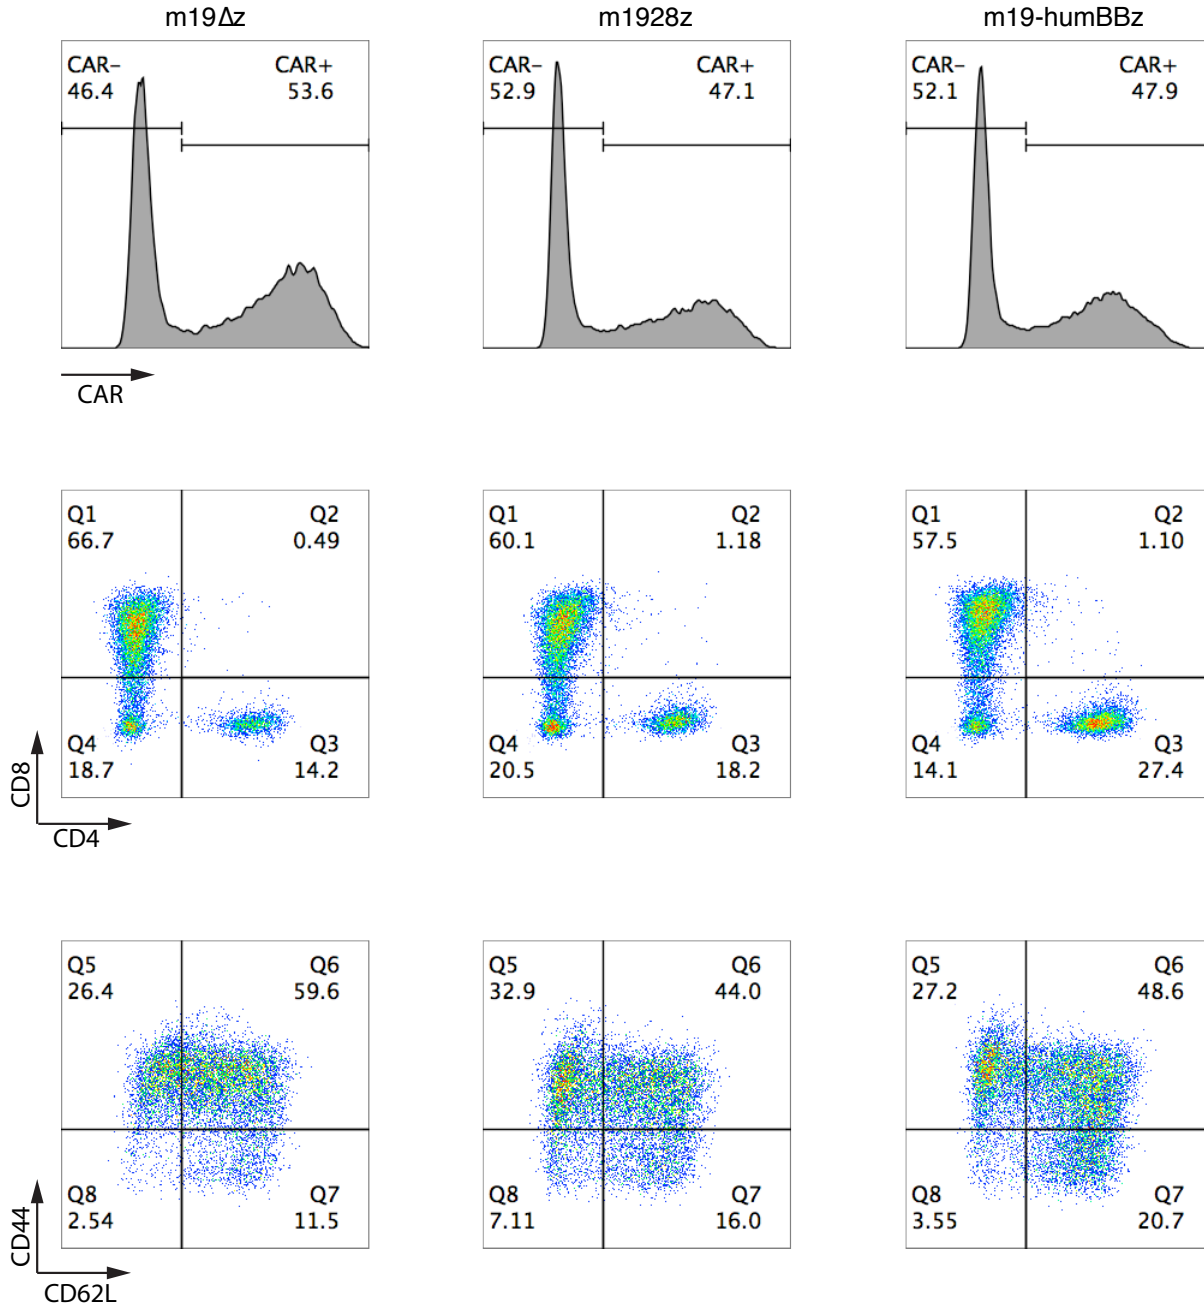 m19Δz
m1928z
m19-humBBz
CAR– CAR+
46.4 53.6
CAR– CAR+
52.9 47.1
CAR– CAR+
52.1 47.9
CAR
Q1 Q2
66.7 0.49
Q4 Q3
18.7 14.2
Q1 Q2
60.1 1.18
Q4 Q3
20.5 18.2
Q1 Q2
57.5 1.10
Q4 Q3
14.1 27.4
CD8
CD4
Q5 Q6
26.4 59.6
Q8 Q7
2.54 11.5
Q5 Q6
32.9 44.0
Q8 Q7
7.11 16.0
Q5 Q6
27.2 48.6
Q8 Q7
3.55 20.7
CD44
CD62L